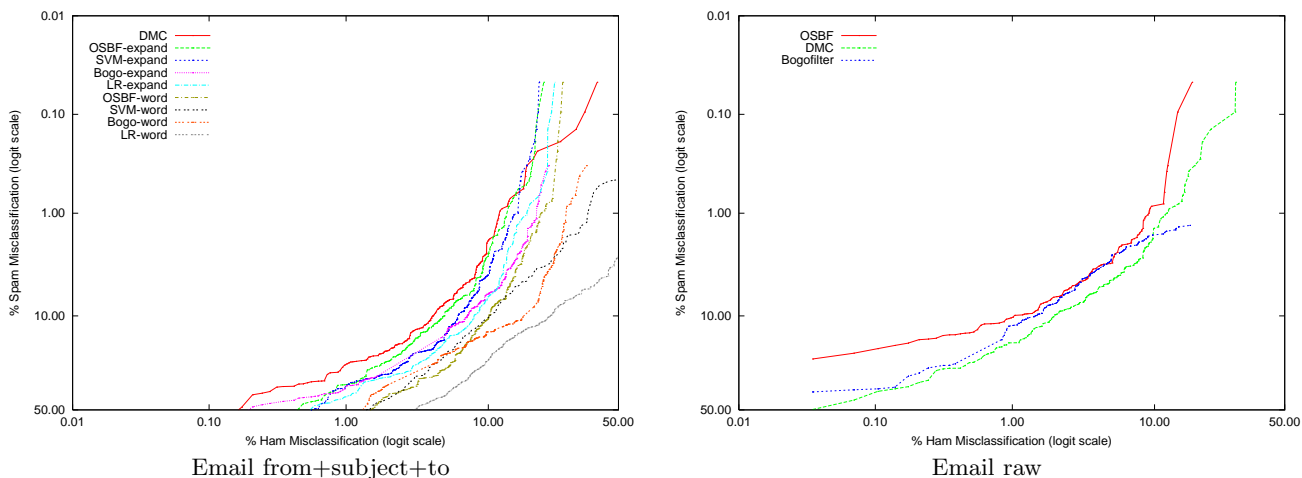 0.01
0.10
1.00
10.00
50.00
0.01
0.10
1.00
10.00
50.00
% Spam Misclassification (logit scale)
% Ham Misclassification (logit scale)
DMC
OSBF-expand
SVM-expand
Bogo-expand
LR-expand
OSBF-word
SVM-word
Bogo-word
LR-word
Email from+subject+to
0.01
0.10
1.00
10.00
50.00
0.01
0.10
1.00
10.00
50.00
% Spam Misclassification (logit scale)
% Ham Misclassification (logit scale)
OSBF
DMC
Bogofilter
Email raw